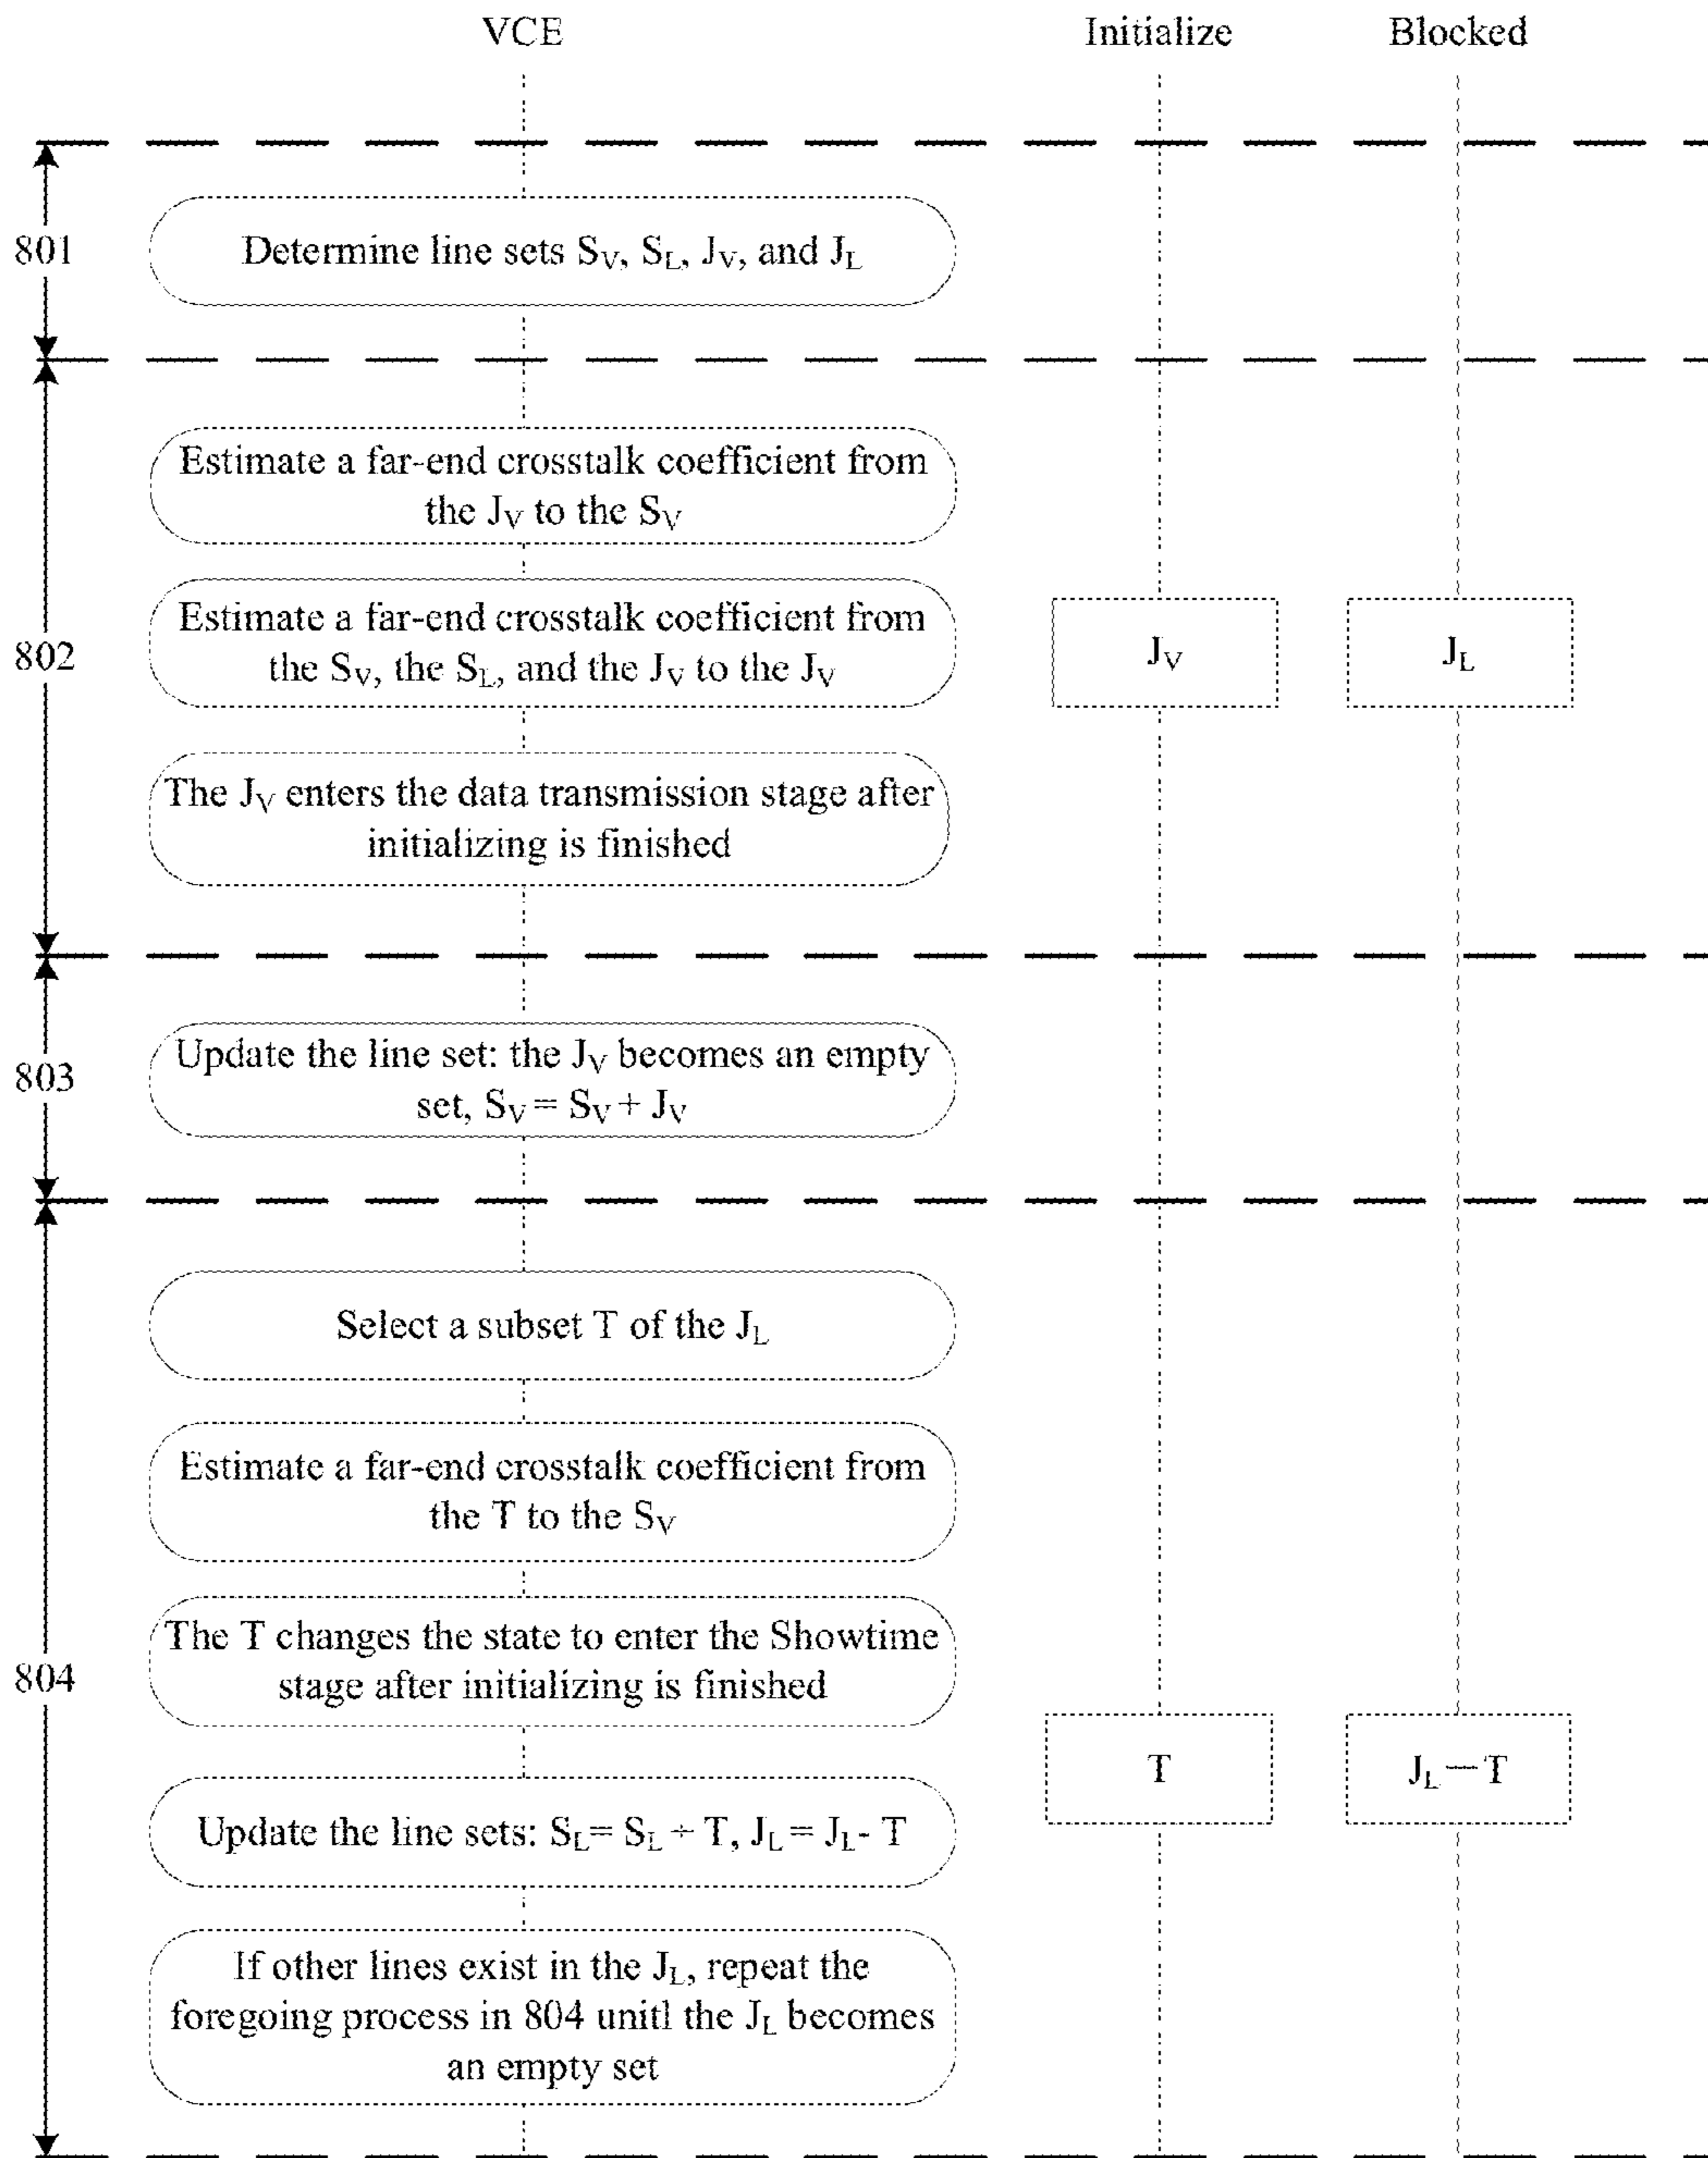 VCE Initialize Blocked
801
Determine line sets S_V, S_L, J_V, and J_L
802
Estimate a far-end crosstalk coefficient from
the J_V to the S_V
Estimate a far-end crosstalk coefficient from
the S_V, the S_L, and the J_V to the J_V
J_V
J_L
The J_V enters the data transmission stage after
initializing is finished
803
Update the line set: the J_V becomes an empty
set, S_V = S_V + J_V
804
Select a subset T of the J_L
Estimate a far-end crosstalk coefficient from
the T to the S_V
The T changes the state to enter the Showtime
stage after initializing is finished
T
J_L — T
Update the line sets: S_L = S_L + T, J_L = J_L - T
If other lines exist in the J_L, repeat the
foregoing process in 804 unitl the J_L becomes
an empty set